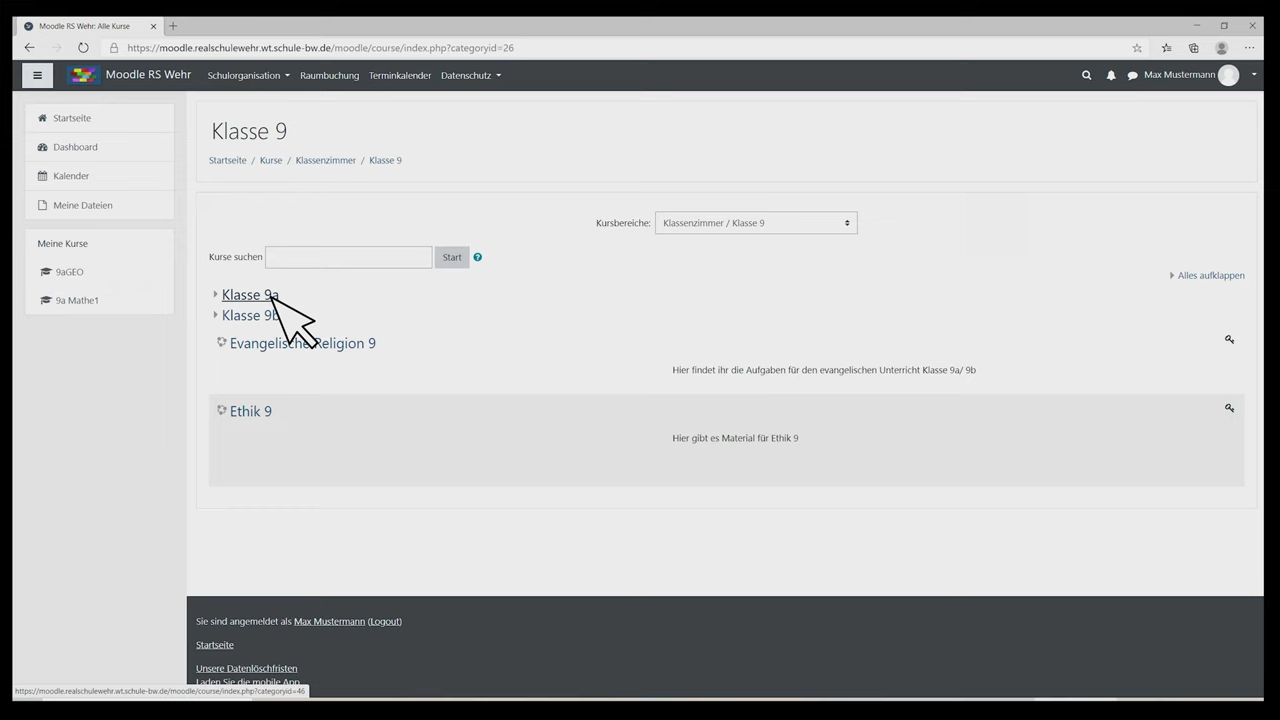 Moodle RS Wehr: Alle Kurse
https://moodle.realschulewehr.wt.schule-bw.de/moodle/course/index.php?categoryid=26
Moodle RS Wehr Schulorganisation Raumbuchung Terminkalender Datenschutz Max Mustermann
Startseite
Dashboard
Kalender
Meine Dateien
Meine Kurse
9aGEO
9a Mathe1
Klasse 9
Startseite / Kurse / Klassenzimmer / Klasse 9
Kursbereiche: Klassenzimmer / Klasse 9
Kurse suchen Start
Alles aufklappen
Klasse 9a
Klasse 9b
Evangelische Religion 9
Hier findet ihr die Aufgaben für den evangelischen Unterricht Klasse 9a/ 9b
Ethik 9
Hier gibt es Material für Ethik 9
Sie sind angemeldet als Max Mustermann (Logout)
Startseite
Unsere Datenlöschfristen
Laden Sie die mobile App
https://moodle.realschulewehr.wt.schule-bw.de/moodle/course/index.php?categoryid=46